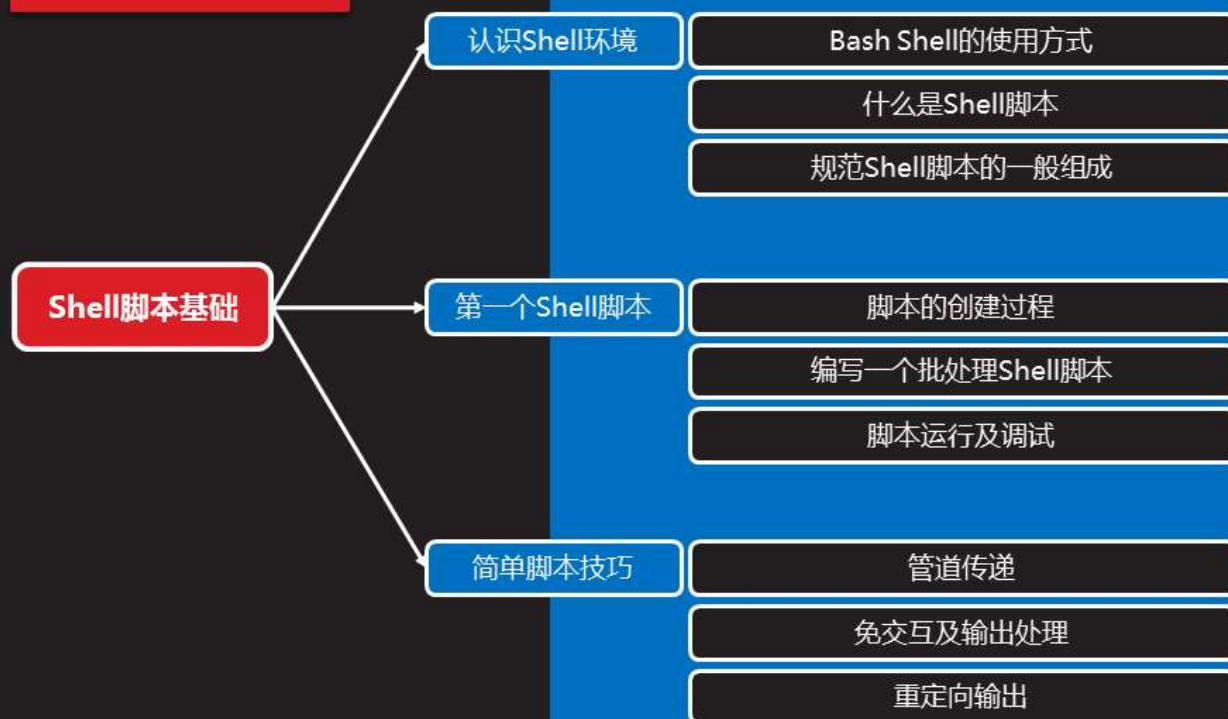 认识Shell环境
Bash Shell的使用方式
什么是Shell脚本
规范Shell脚本的一般组成
Shell脚本基础
第一个Shell脚本
脚本的创建过程
编写一个批处理Shell脚本
脚本运行及调试
简单脚本技巧
管道传递
免交互及输出处理
重定向输出